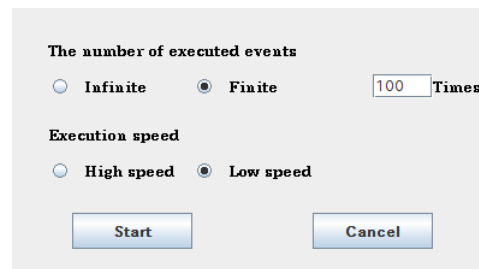 The number of executed events
Infinite Finite 100 Times
Execution speed
High speed Low speed
Start Cancel